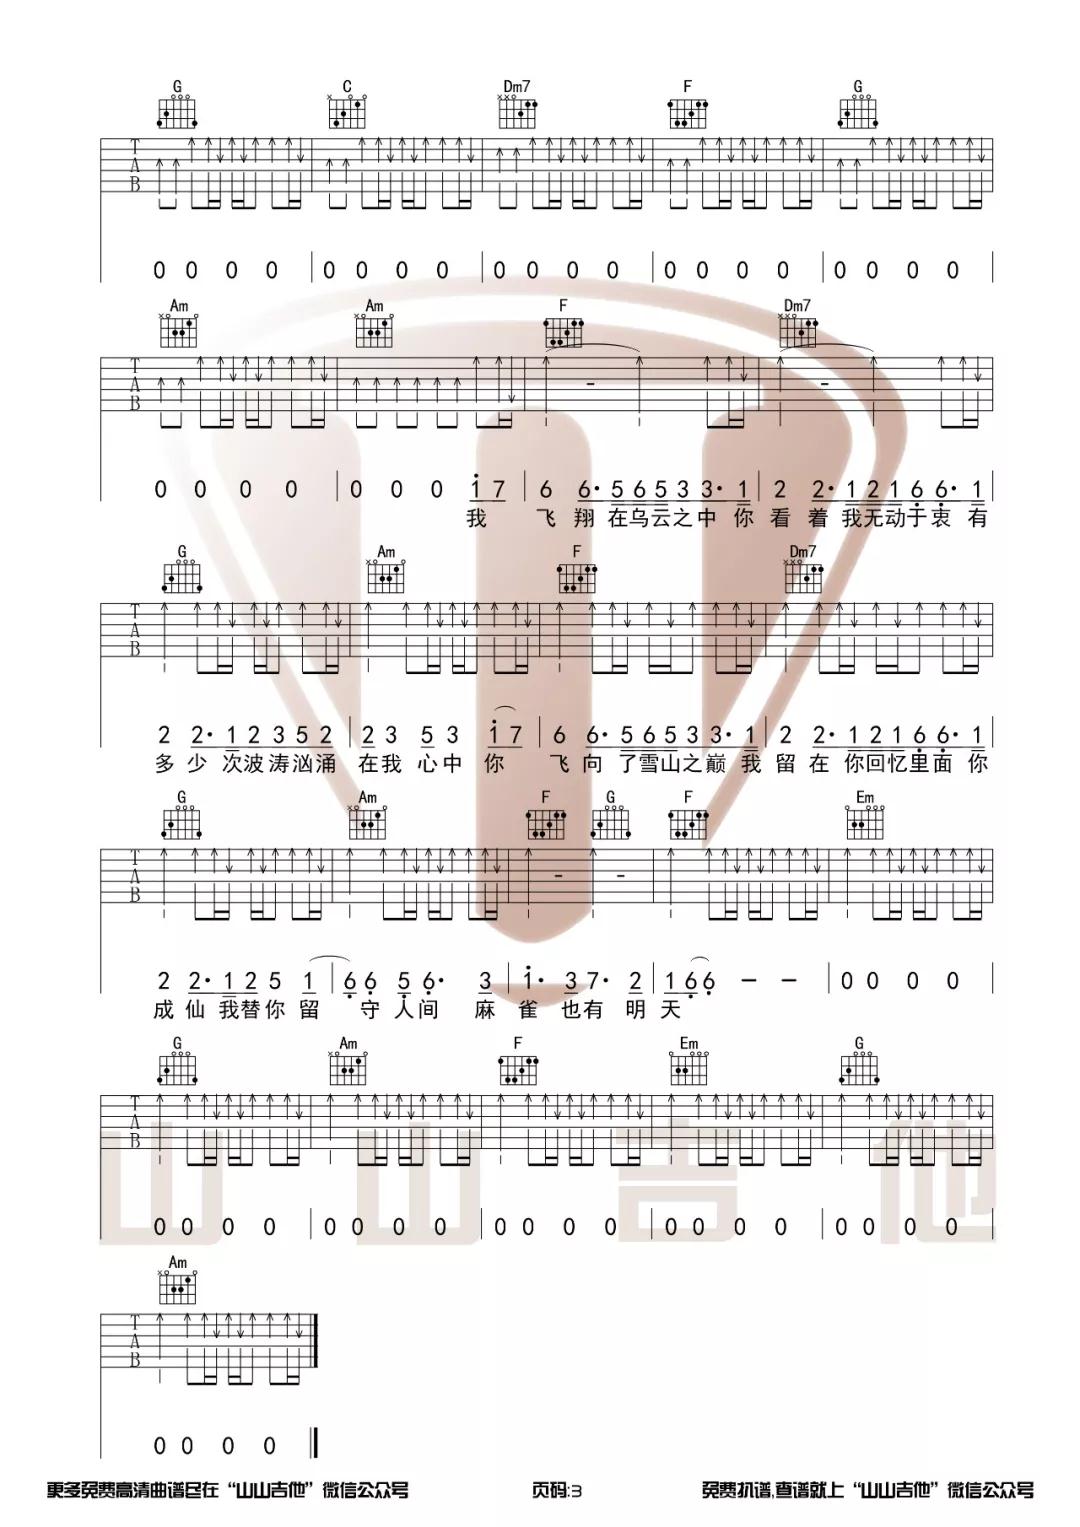 G C Dm7 F G
T A B
0 0 0 0 0 0 0 0 0 0 0 0 0 0 0 0 0 0 0 0
Am Am F Dm7
T A B
0 0 0 0 0 0 0 1 7 6 6· 5 6 5 3 3· 1 2 2· 1 2 1 6 6· 1
我 飞 翔 在乌云之中 你 看 着 我无动于衷 有
G Am F Dm7
T A B
2 2· 1 2 3 5 2 2 3 5 3 1 7 6 6· 5 6 5 3 3· 1 2 2· 1 2 1 6 6· 1
多 少 次波涛汹涌 在我 心中 你 飞 向 了雪山之巅 我 留 在 你回忆里面 你
G Am F G F Em
T A B
2 2· 1 2 5 1 6 6 5 6· 3 1· 3 7· 2 1 6 6 – – 0 0 0 0
成 仙 我替你 留 守 人间 麻 雀 也有 明 天
G Am F Em G
T A B
0 0 0 0 0 0 0 0 0 0 0 0 0 0 0 0 0 0 0 0
山 山 吉 他
Am
T A B
0 0 0 0
更多免费高清曲谱尽在“山山吉他”微信公众号 页码:3 免费扒谱,查谱就上“山山吉他”微信公众号